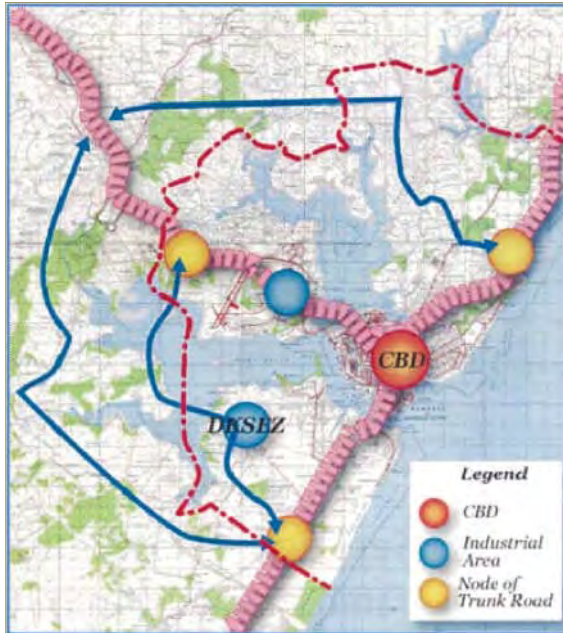 CBD
DKSEZ
Legend
CBD
Industrial
Area
Node of
Trunk Road